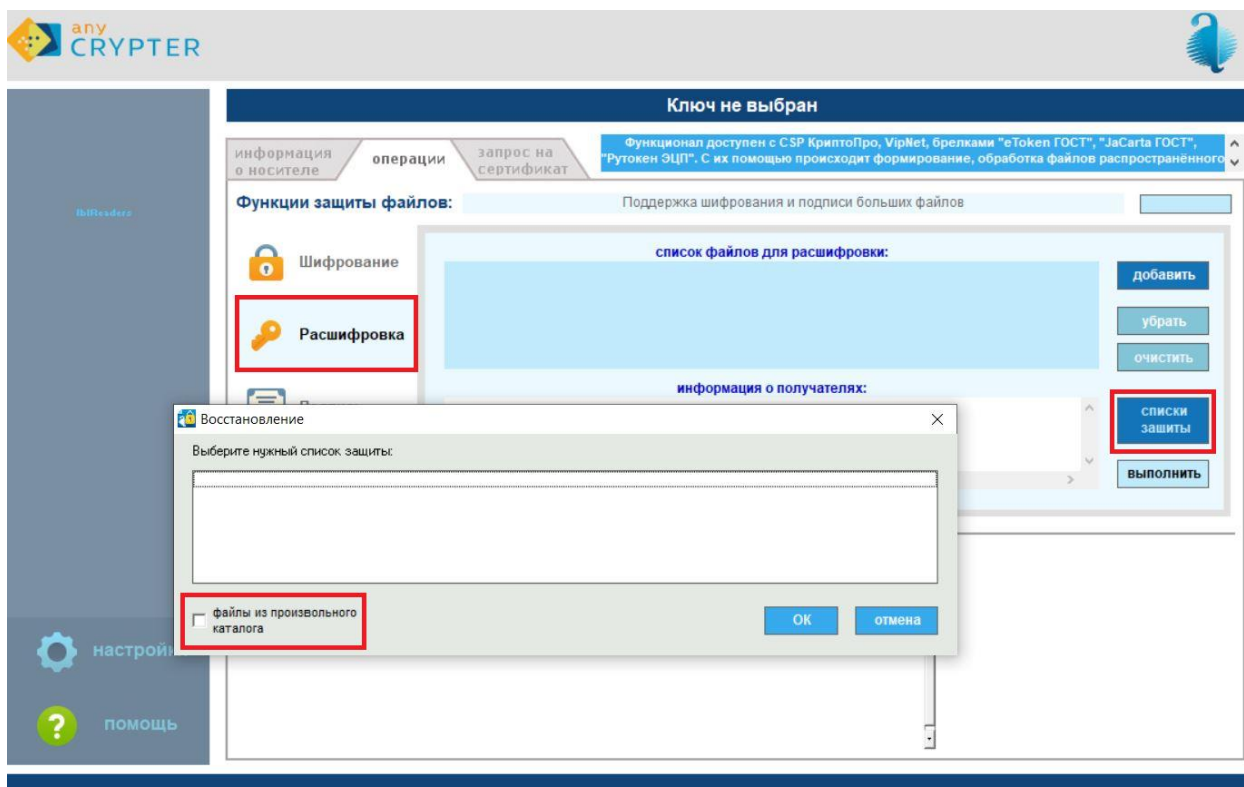 any
CRYPTER
Ключ не выбран
информация
о носителе
операции
запрос на
сертификат
Функционал доступен с CSP КриптоПро, VipNet, брелками "eToken ГОСТ", "JaCarta ГОСТ",
"Рутокен ЭЦП". С их помощью происходит формирование, обработка файлов распространённого
lblReaders
Функции защиты файлов:
Поддержка шифрования и подписи больших файлов
Шифрование
список файлов для расшифровки:
добавить
Расшифровка
убрать
очистить
информация о получателях:
списки
зашиты
выполнить
Восстановление
Выберите нужный список защиты:
файлы из произвольного
каталога
ОК
отмена
настрой
помощь